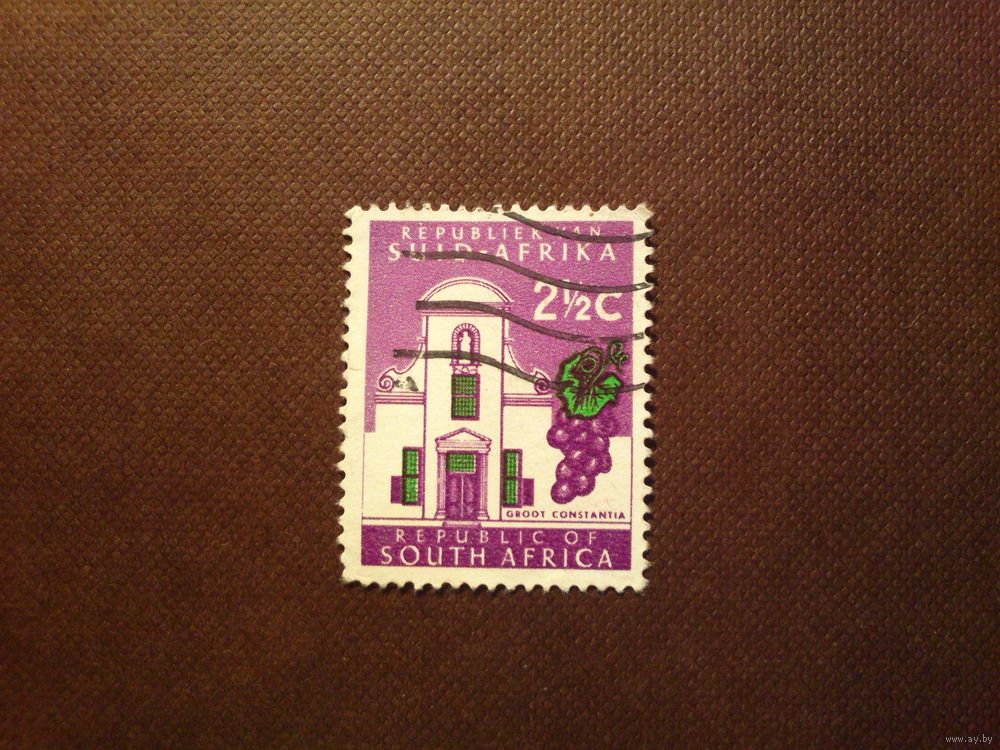 REPUBLIEK VAN
SUID-AFRIKA
2½C
GROOT CONSTANTIA
REPUBLIC OF
SOUTH AFRICA
www.ay.by